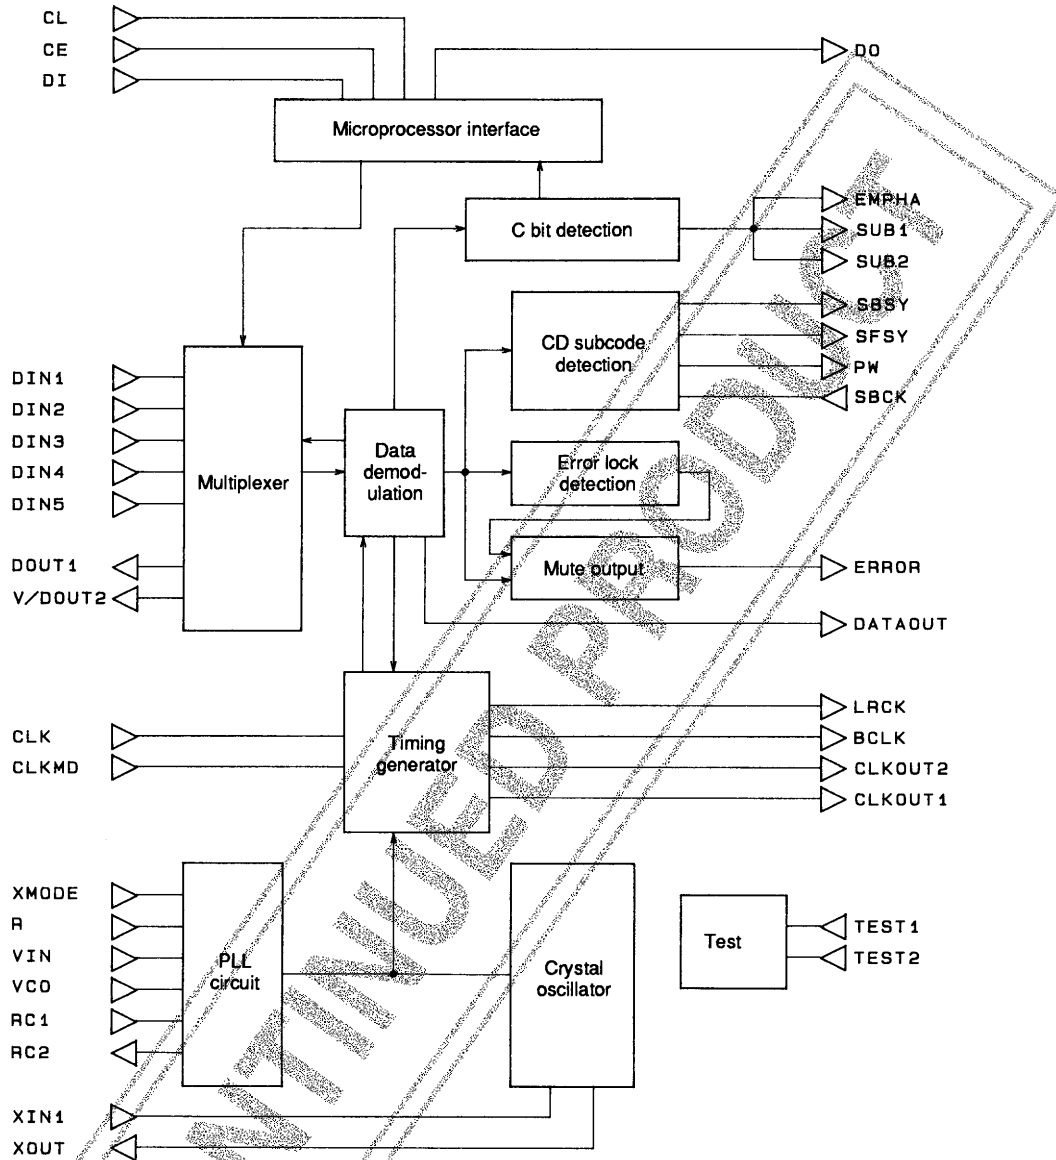 CL
CE
DI
DO
Microprocessor interface
C bit detection
EMPHA
SUB1
SUB2
CD subcode
detection
SBSY
SFSY
PW
SBCK
DIN1
DIN2
DIN3
DIN4
DIN5
DOUT1
V/DOUT2
Multiplexer
Data
demod-
ulation
Error lock
detection
Mute output
ERROR
DATAOUT
CLK
CLKMD
Timing
generator
LRCK
BCLK
CLKOUT2
CLKOUT1
XMODE
R
VIN
VCO
RC1
RC2
PLL
circuit
Crystal
oscillator
Test
TEST1
TEST2
XIN1
XOUT
NTINUED PRODUCT